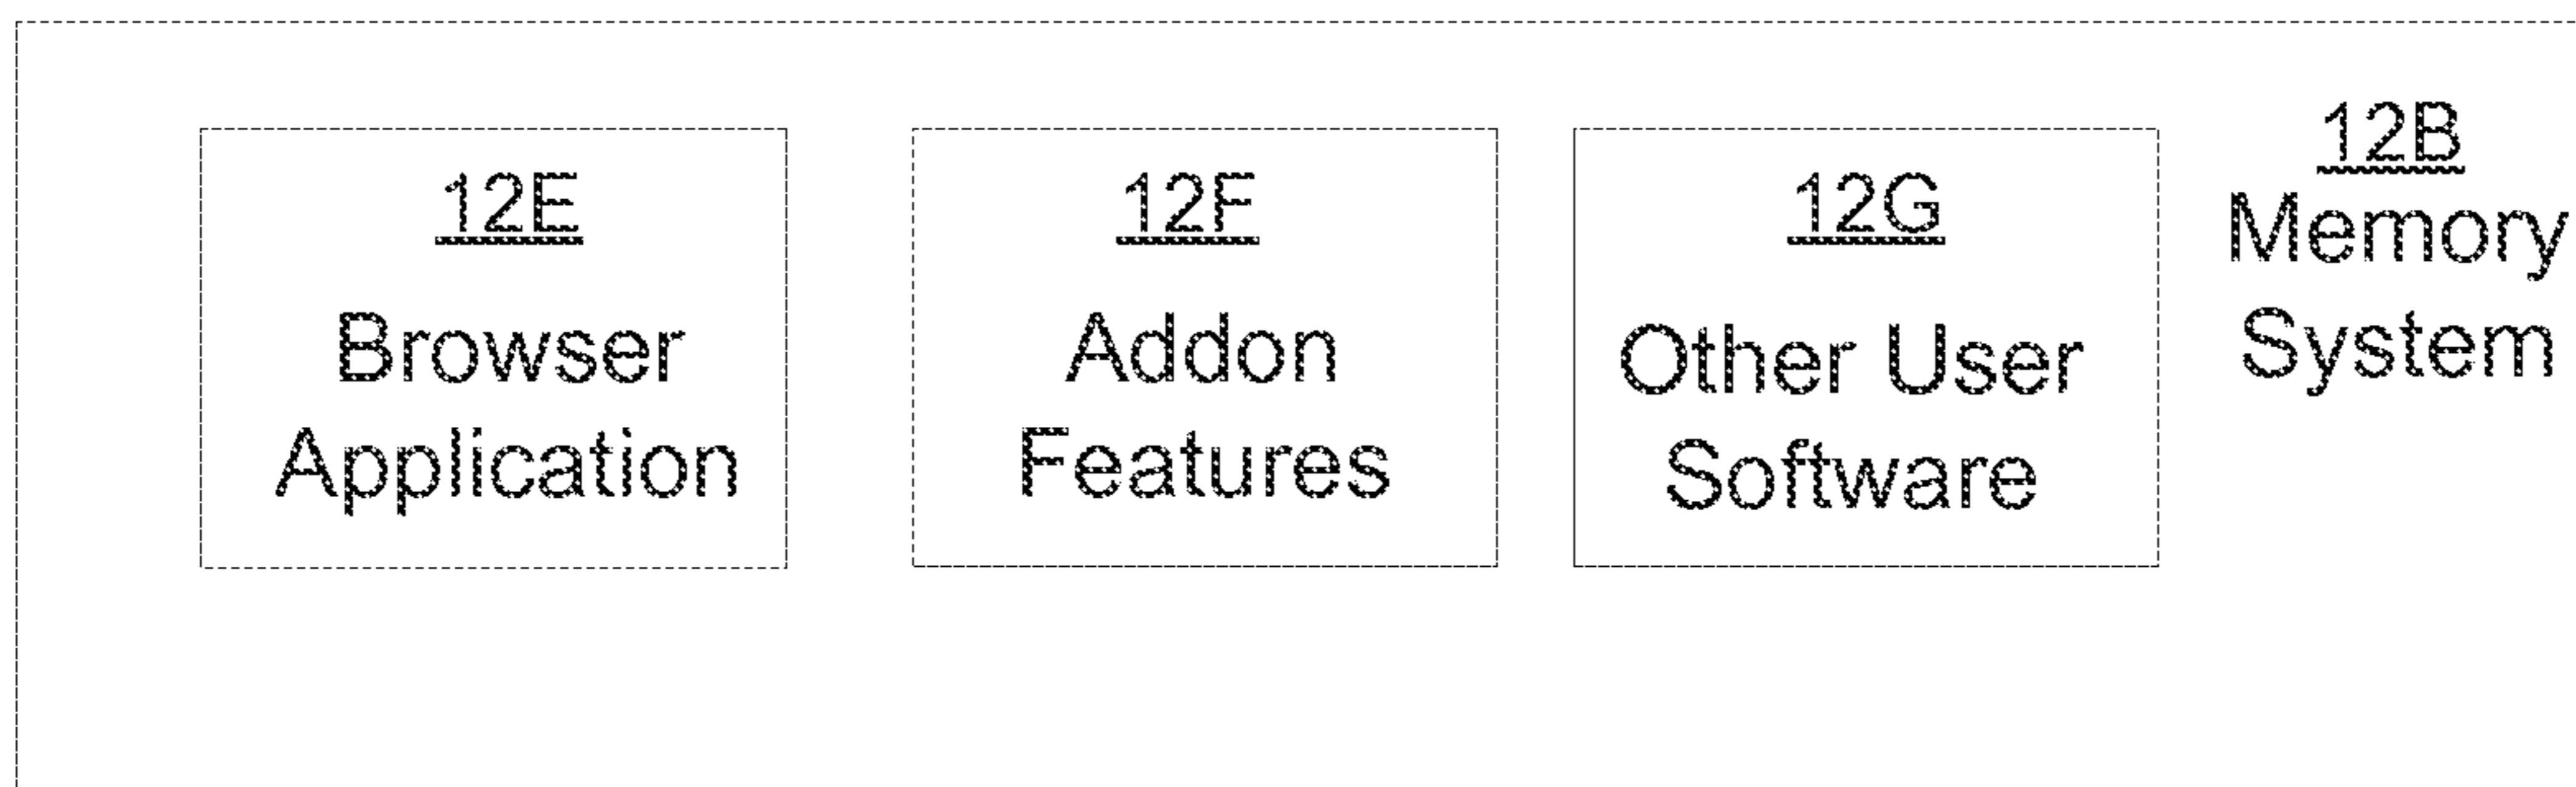 12E
Browser
Application
12F
Addon
Features
12G
Other User
Software
12B
Memory
System